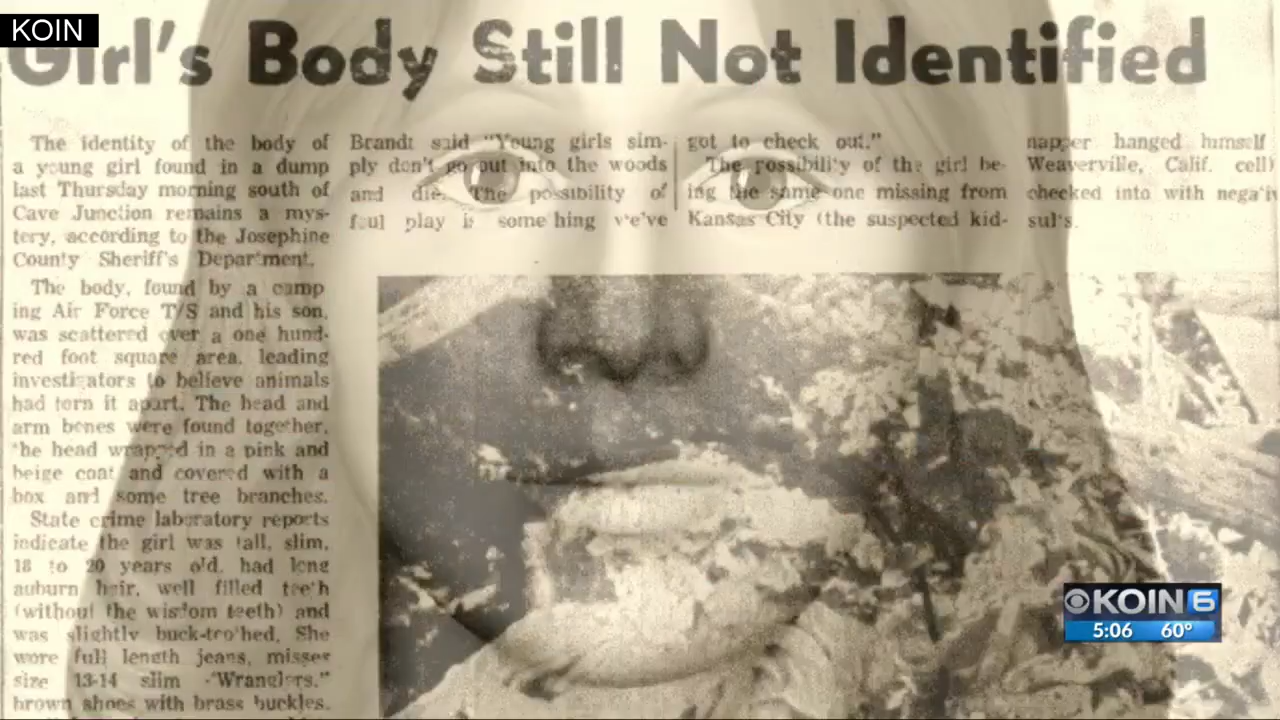 KOIN
Girl's Body Still Not Identified
The identity of the body of
a young girl found in a dump
last Thursday morning south of
Cave Junction remains a mys-
tery, according to the Josephine
County Sheriff's Department.
The body, found by a camp
ing Air Force T/S and his son,
was scattered over a one hund-
red foot square area, leading
investigators to believe animals
had torn it apart. The head and
arm bones were found together,
the head wrapped in a pink and
beige coat and covered with a
box and some tree branches.
State crime laboratory reports
indicate the girl was tall, slim,
18 to 20 years old, had long
auburn hair, well filled teeth
(without the wisdom teeth) and
was slightly buck-toothed. She
wore full length jeans, misses
size 13-14 slim "Wranglers."
brown shoes with brass buckles.
Brandt said "Young girls sim-
ply don't go out into the woods
and die. The possibility of
foul play is something we've
got to check out."
The possibility of the girl be-
ing the same one missing from
Kansas City (the suspected kid-
napper hanged himself
Weaverville, Calif. cell)
checked into with negativ
sults.
KOIN 6
5:06 60°